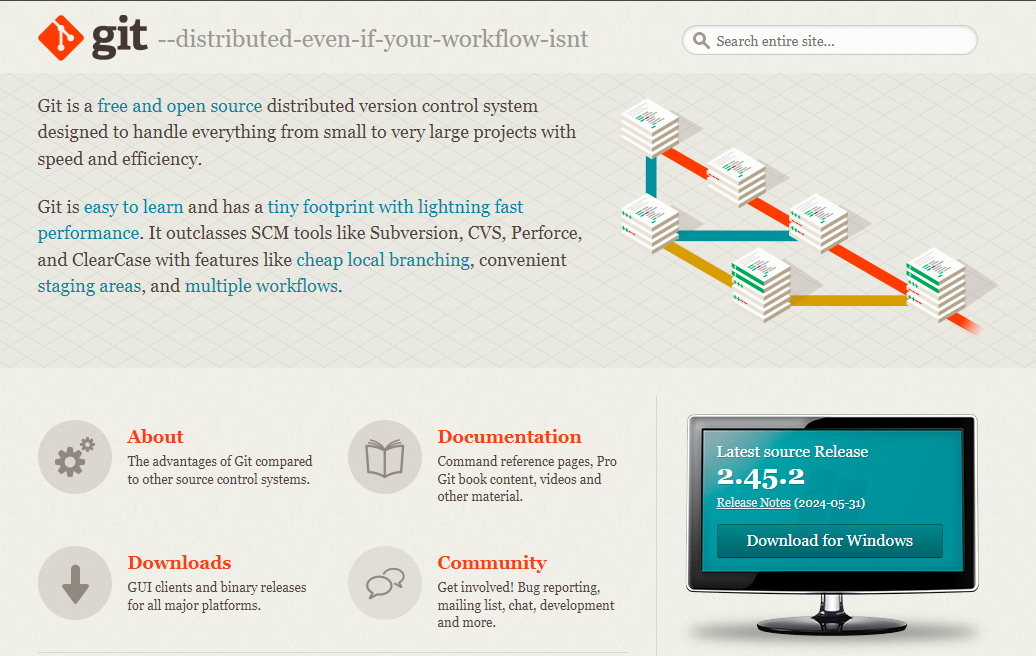 git --distributed-even-if-your-workflow-isnt
Search entire site...
Git is a free and open source distributed version control system
designed to handle everything from small to very large projects with
speed and efficiency.
Git is easy to learn and has a tiny footprint with lightning fast
performance. It outclasses SCM tools like Subversion, CVS, Perforce,
and ClearCase with features like cheap local branching, convenient
staging areas, and multiple workflows.
About
The advantages of Git compared
to other source control systems.
Documentation
Command reference pages, Pro
Git book content, videos and
other material.
Downloads
GUI clients and binary releases
for all major platforms.
Community
Get involved! Bug reporting,
mailing list, chat, development
and more.
Latest source Release
2.45.2
Release Notes (2024-05-31)
Download for Windows